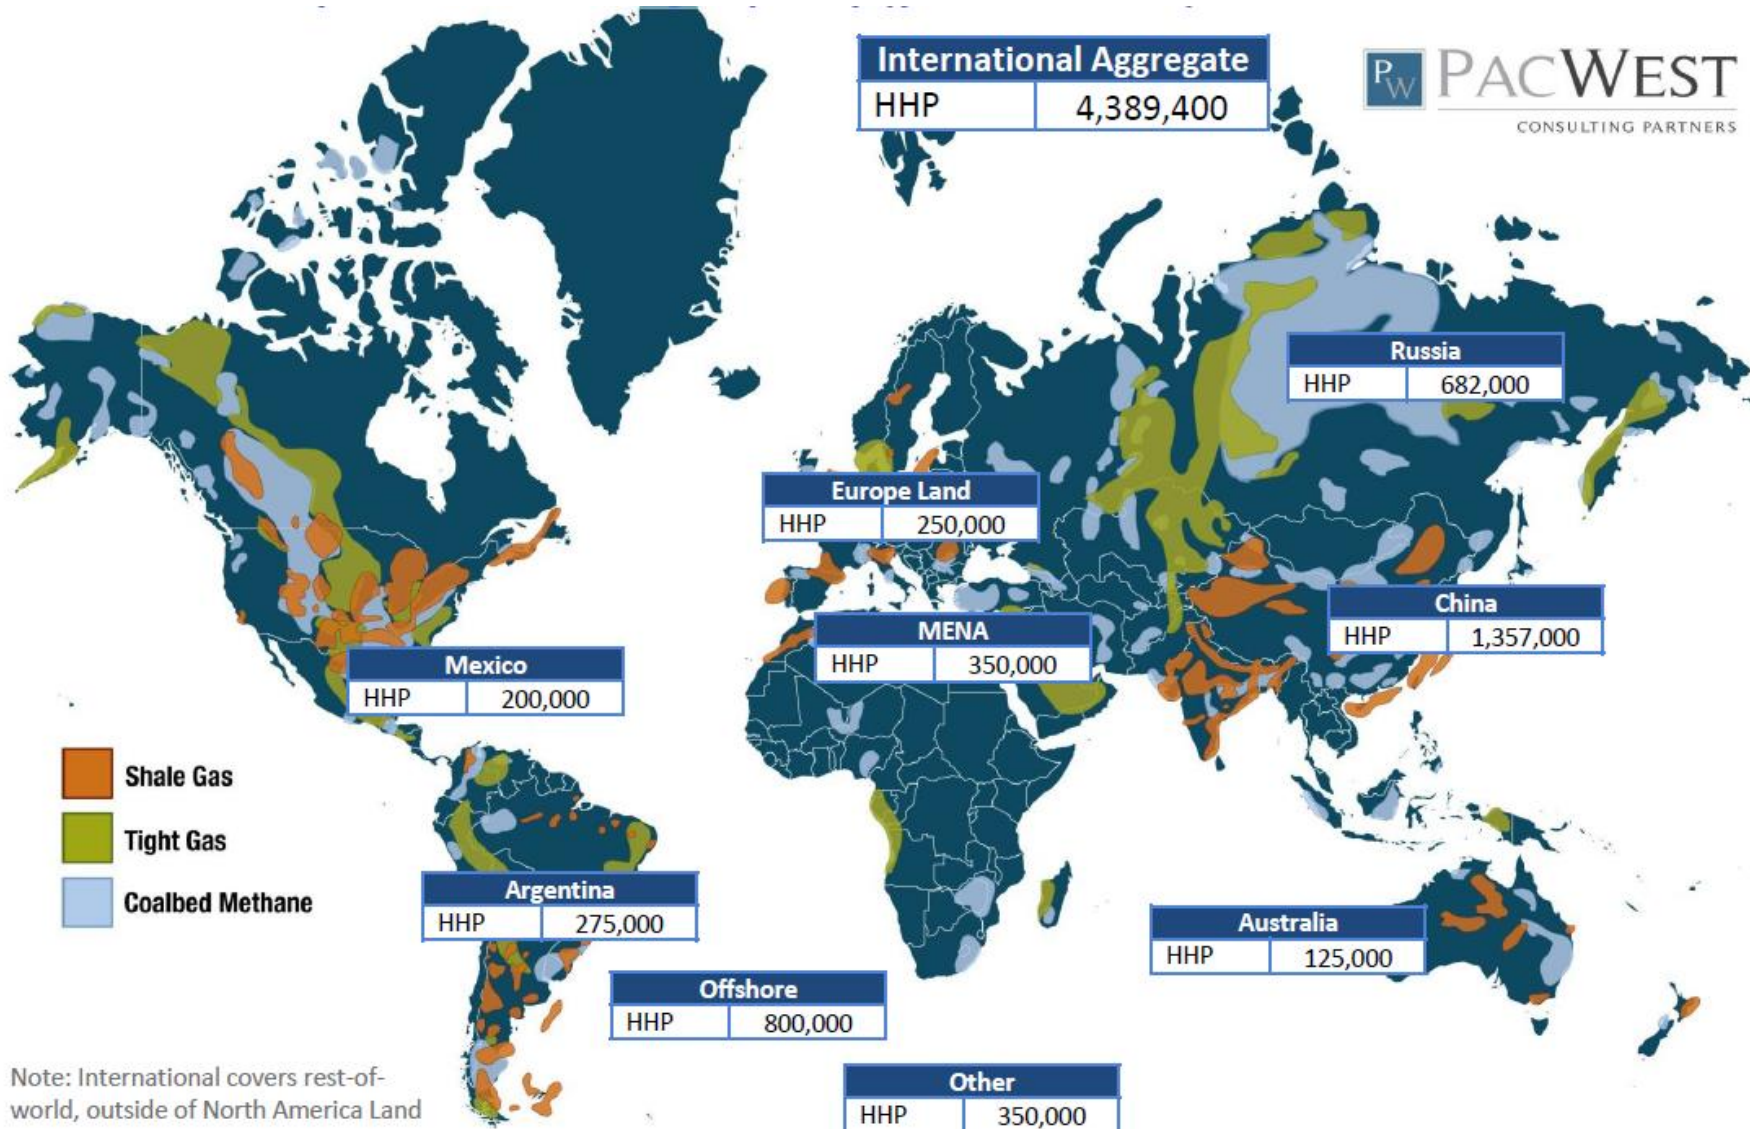 International Aggregate
HHP 4,389,400
PW PACWEST
CONSULTING PARTNERS
Russia
HHP 682,000
Europe Land
HHP 250,000
China
HHP 1,357,000
MENA
HHP 350,000
Mexico
HHP 200,000
Shale Gas
Tight Gas
Coalbed Methane
Argentina
HHP 275,000
Australia
HHP 125,000
Offshore
HHP 800,000
Other
HHP 350,000
Note: International covers rest-of-
world, outside of North America Land